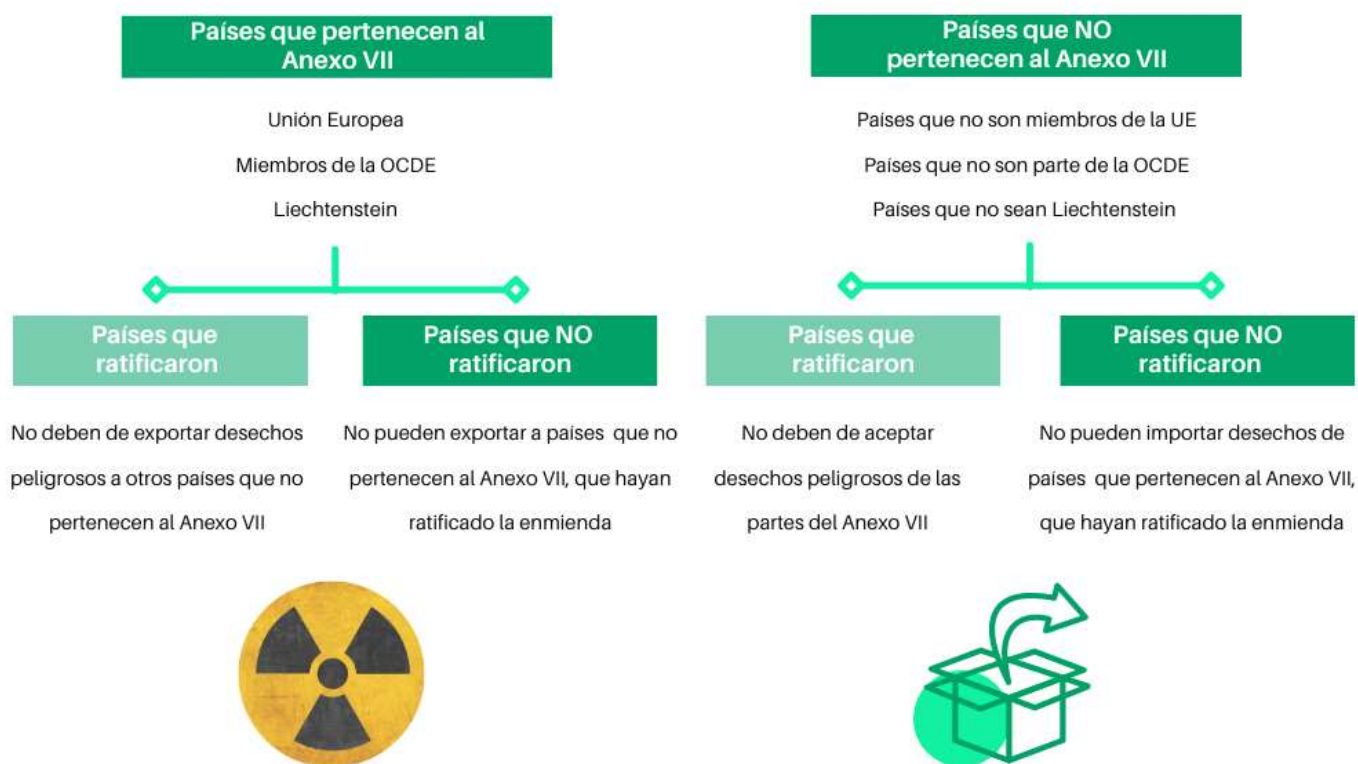 Países que pertenecen al
Anexo VII
Unión Europea
Miembros de la OCDE
Liechtenstein
Países que
ratificaron
No deben de exportar desechos
peligrosos a otros países que no
pertenecen al Anexo VII
Países que NO
ratificaron
No pueden exportar a países que no
pertenecen al Anexo VII, que hayan
ratificado la enmienda
Países que NO
pertenecen al Anexo VII
Países que no son miembros de la UE
Países que no son parte de la OCDE
Países que no sean Liechtenstein
Países que
ratificaron
No deben de aceptar
desechos peligrosos de las
partes del Anexo VII
Países que NO
ratificaron
No pueden importar desechos de
países que pertenecen al Anexo VII,
que hayan ratificado la enmienda